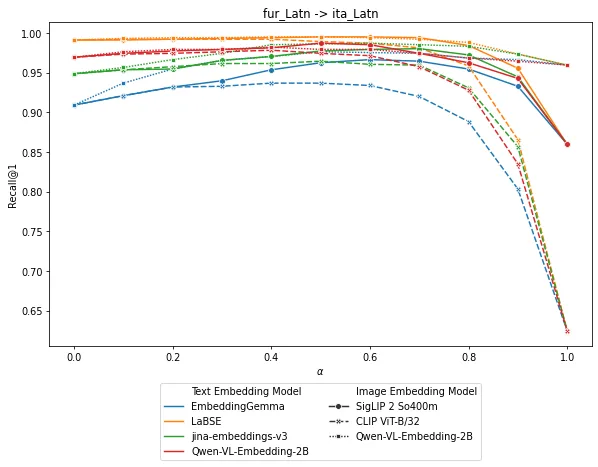 fur_Latn -> ita_Latn
1.00
0.95
0.90
0.85
0.80
0.75
0.70
0.65
Recall@1
0.0 0.2 0.4 0.6 0.8 1.0
α
Text Embedding Model Image Embedding Model
EmbeddingGemma SigLIP 2 So400m
LaBSE CLIP ViT-B/32
jina-embeddings-v3 Qwen-VL-Embedding-2B
Qwen-VL-Embedding-2B